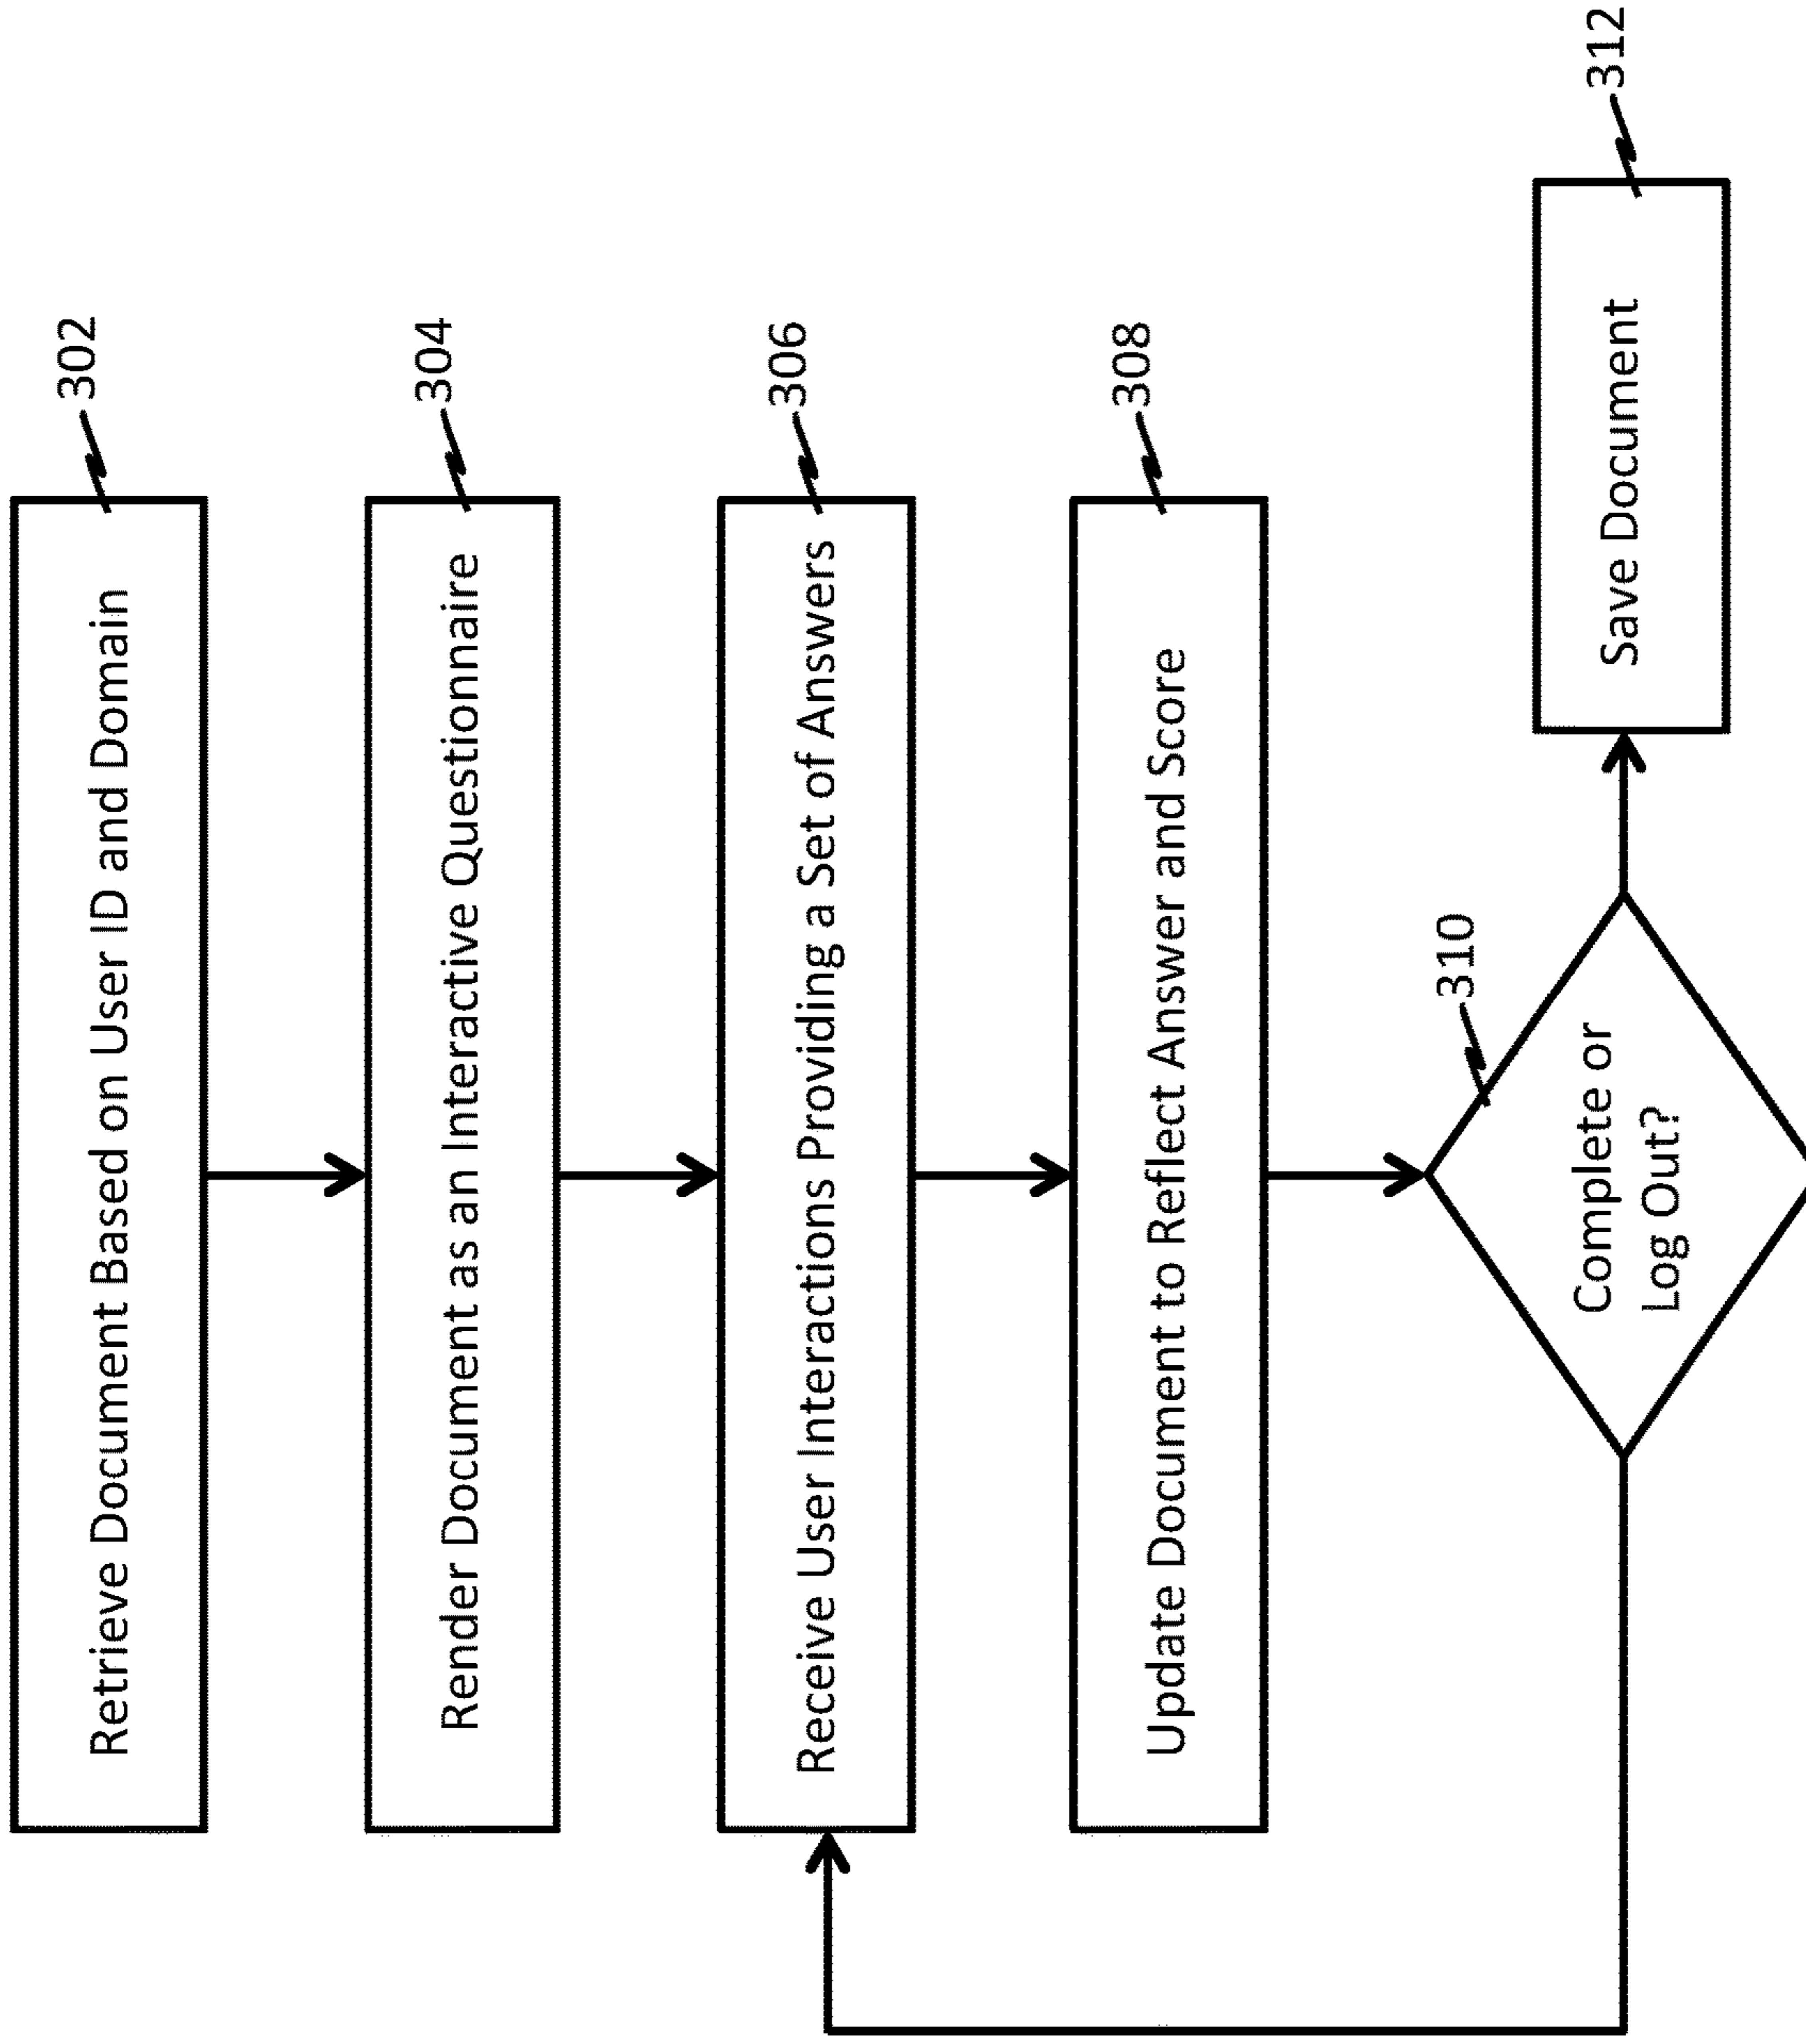 Retrieve Document Based on User ID and Domain
302
Render Document as an Interactive Questionnaire
304
Receive User Interactions Providing a Set of Answers
306
Update Document to Reflect Answer and Score
308
310
Complete or
Log Out?
Save Document
312